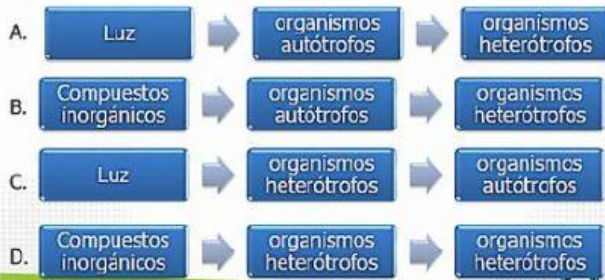 A. Luz organismos autótrofos organismos heterótrofos
B. Compuestos inorgánicos organismos autótrofos organismos heterótrofos
C. Luz organismos heterótrofos organismos autótrofos
D. Compuestos inorgánicos organismos heterótrofos organismos heterótrofos